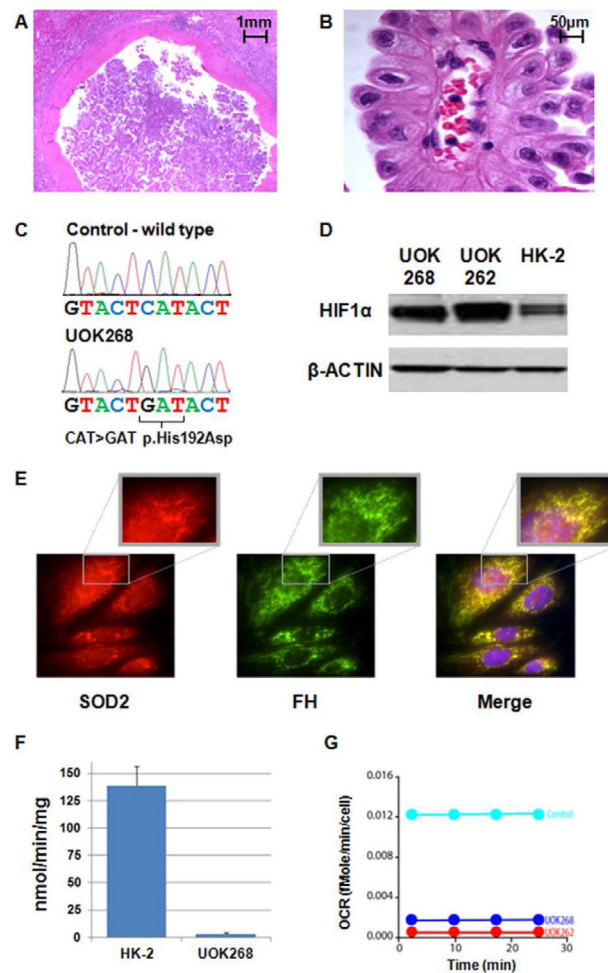 A
1mm
B
50µm
C
Control - wild type
GTACTCATACT
UOK268
GTACTGATACT
CAT>GAT p.His192Asp
D
UOK
268
UOK
262
HK-2
HIF1α
β-ACTIN
E
SOD2
FH
Merge
F
nmol/min/mg
150
125
100
75
50
25
0
HK-2
UOK268
G
OCR (fMole/min/cell)
0.016
0.012
0.008
0.004
0.000
Control
UOK268
UOK262
0
10
20
30
Time (min)